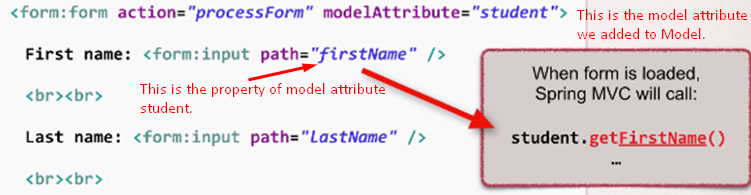 <form:form action="processForm" modelAttribute="student">
This is the model attribute
we added to Model.
First name: <form:input path="firstName" />
This is the property of model attribute
student.
<br><br>
Last name: <form:input path="lastName" />
<br><br>
When form is loaded,
Spring MVC will call:
student.getFirstName()
…